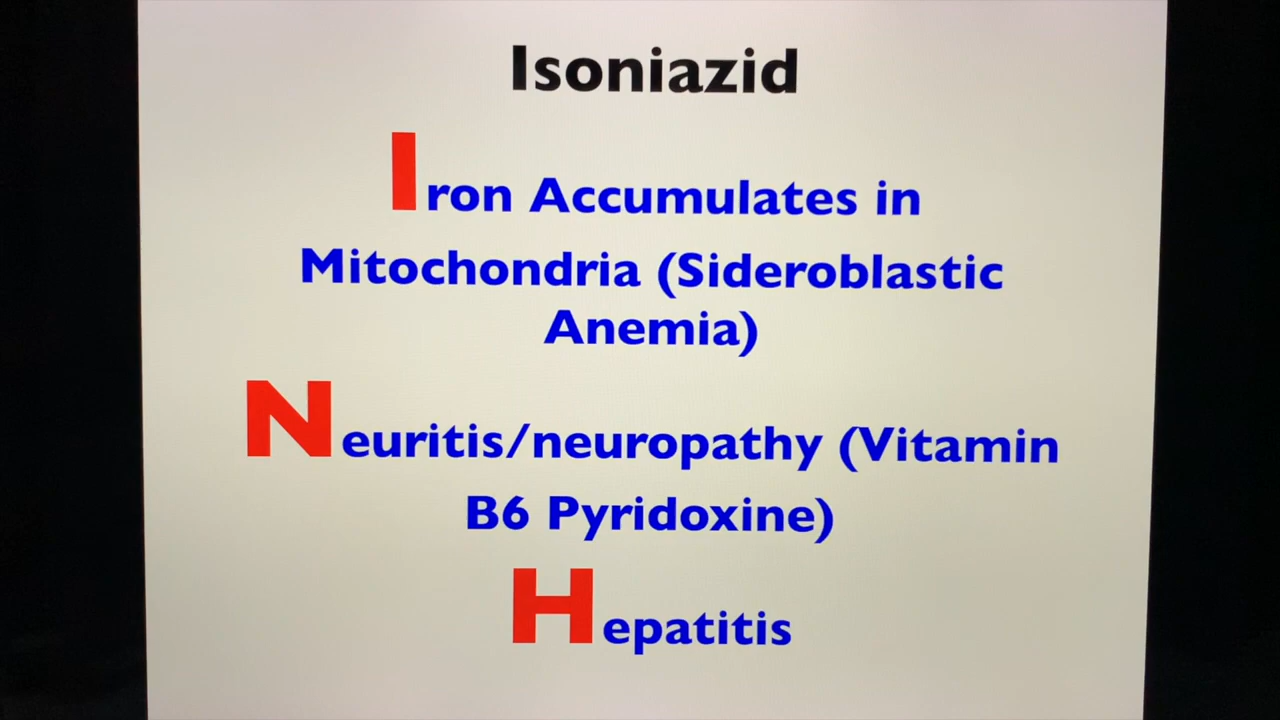 Isoniazid
Iron Accumulates in
Mitochondria (Sideroblastic
Anemia)
Neuritis/neuropathy (Vitamin
B6 Pyridoxine)
Hepatitis